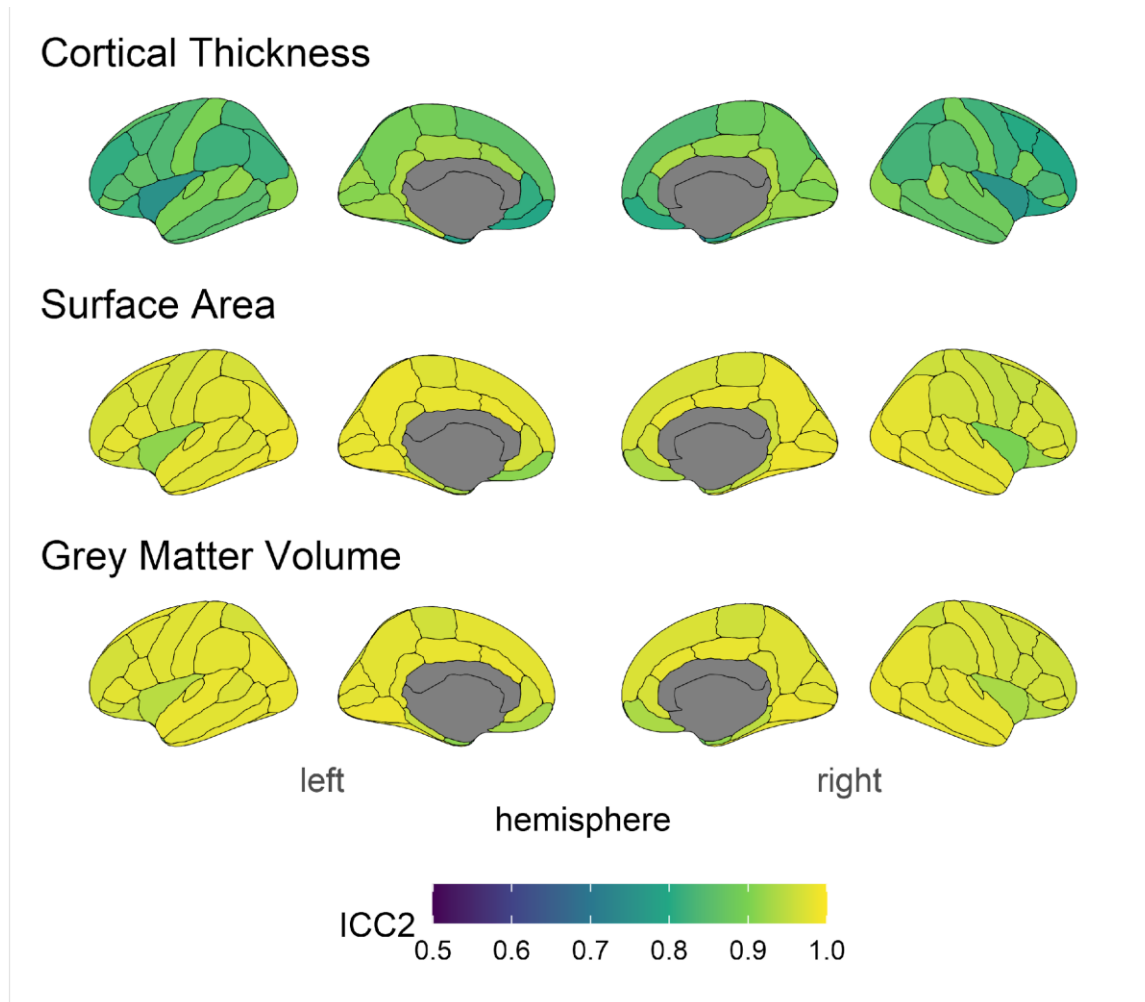 Cortical Thickness
Surface Area
Grey Matter Volume
left right
hemisphere
ICC2
0.5 0.6 0.7 0.8 0.9 1.0